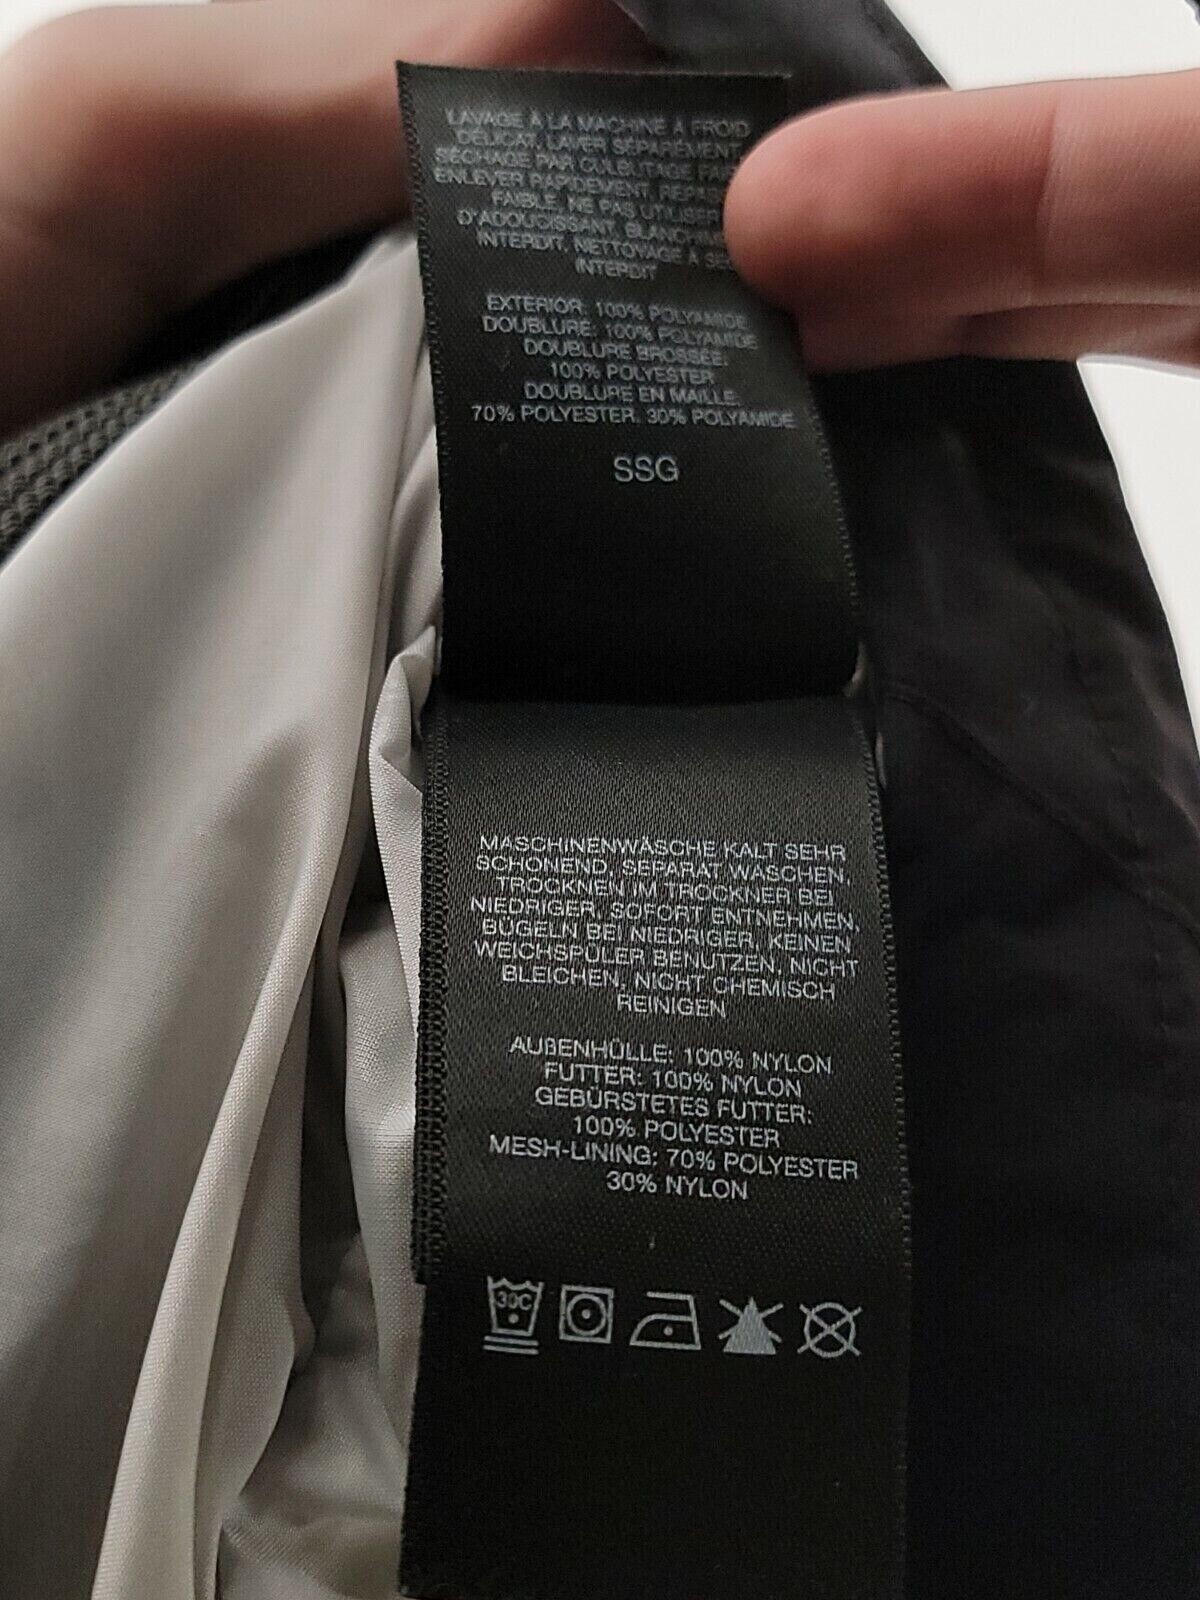 LAVAGE À LA MACHINE À FROID
DÉLICAT, LAVER SÉPARÉMENT,
SÉCHAGE PAR CULBUTAGE
ENLEVER RAPIDEMENT,
FAIBLE, NE PAS UTILISER
D'ADOUCISSANT,
INTERDIT, NETTOYAGE À
INTERDIT
EXTERIOR: 100% POLYAMIDE
DOUBLURE: 100% POLYAMIDE
DOUBLURE BROSSÉE:
100% POLYESTER
DOUBLURE EN MAILLE:
70% POLYESTER. 30% POLYAMIDE
SSG
MASCHINENWÄSCHE KALT SEHR
SCHONEND, SEPARAT WASCHEN,
TROCKNEN IM TROCKNER BEI
NIEDRIGER, SOFORT ENTNEHMEN,
BÜGELN BEI NIEDRIGER, KEINEN
WEICHSPÜLER BENUTZEN, NICHT
BLEICHEN, NICHT CHEMISCH
REINIGEN
AUßENHÜLLE: 100% NYLON
FUTTER: 100% NYLON
GEBÜRSTETES FUTTER:
100% POLYESTER
MESH-LINING: 70% POLYESTER
30% NYLON
30C